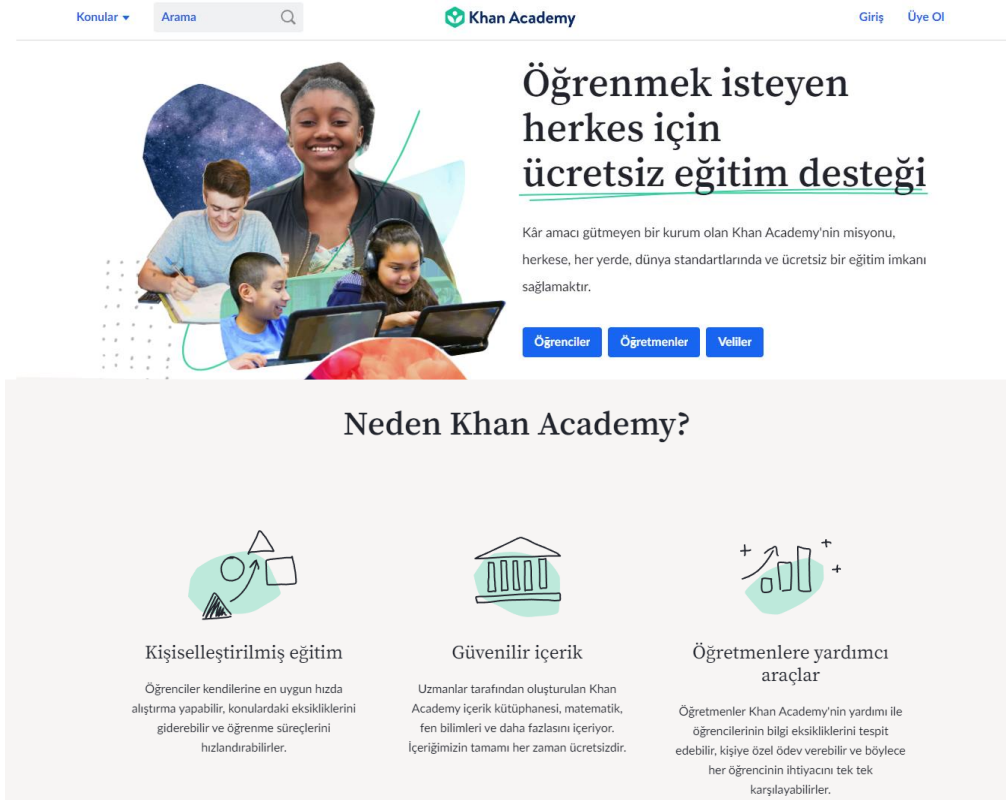 Konular
Arama
Khan Academy
Giriş
Üye Ol
Öğrenmek isteyen
herkes için
ücretsiz eğitim desteği
Kâr amacı gütmeyen bir kurum olan Khan Academy'nin misyonu,
herkese, her yerde, dünya standartlarında ve ücretsiz bir eğitim imkanı
sağlamaktır.
Öğrenciler
Öğretmenler
Veliler
Neden Khan Academy?
Kişiselleştirilmiş eğitim
Öğrenciler kendilerine en uygun hızda
alıştırma yapabilir, konulardaki eksikliklerini
giderebilir ve öğrenme süreçlerini
hızlandırabilirler.
Güvenilir içerik
Uzmanlar tarafından oluşturulan Khan
Academy içerik kütüphanesi, matematik,
fen bilimleri ve daha fazlasını içeriyor.
İçeriğimizin tamamı her zaman ücretsizdir.
Öğretmenlere yardımcı
araçlar
Öğretmenler Khan Academy'nin yardımı ile
öğrencilerinin bilgi eksikliklerini tespit
edebilir, kişiye özel ödev verebilir ve böylece
her öğrencinin ihtiyacını tek tek
karşılayabilirler.